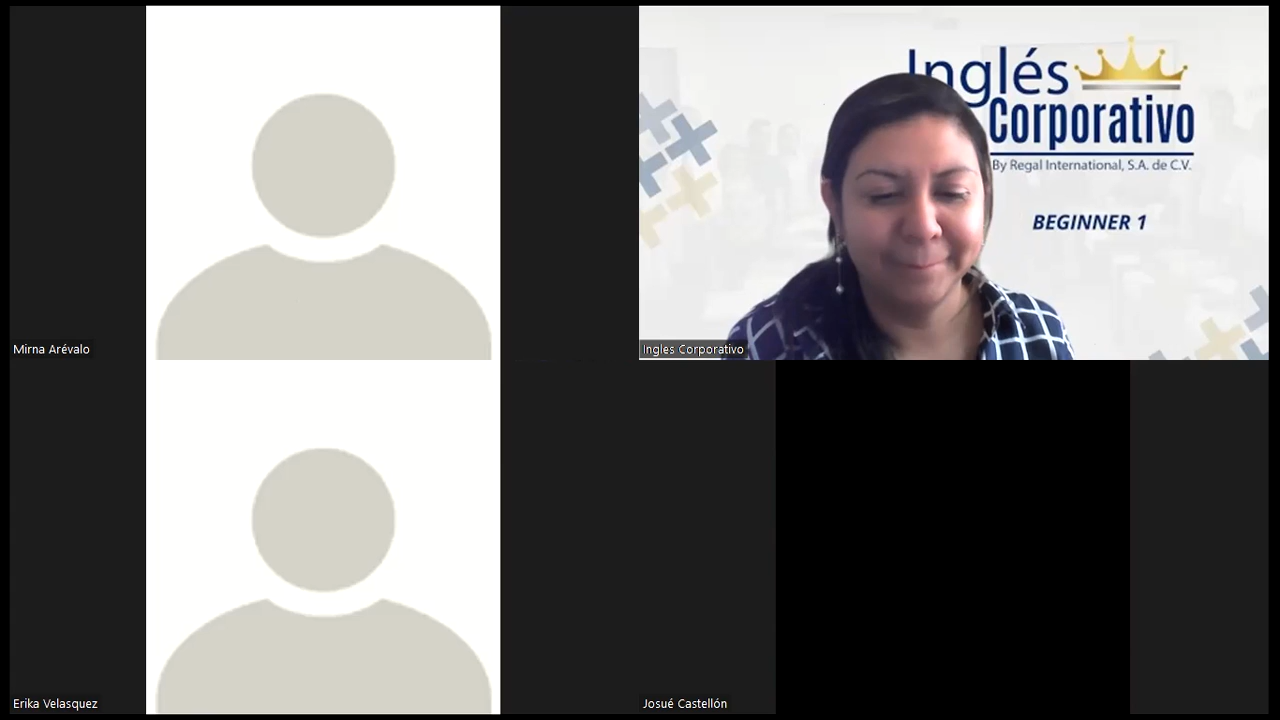 Inglés
Corporativo
By Regal International, S.A. de C.V.
BEGINNER 1
Mirna Arévalo
Ingles Corporativo
Erika Velasquez
Josué Castellón